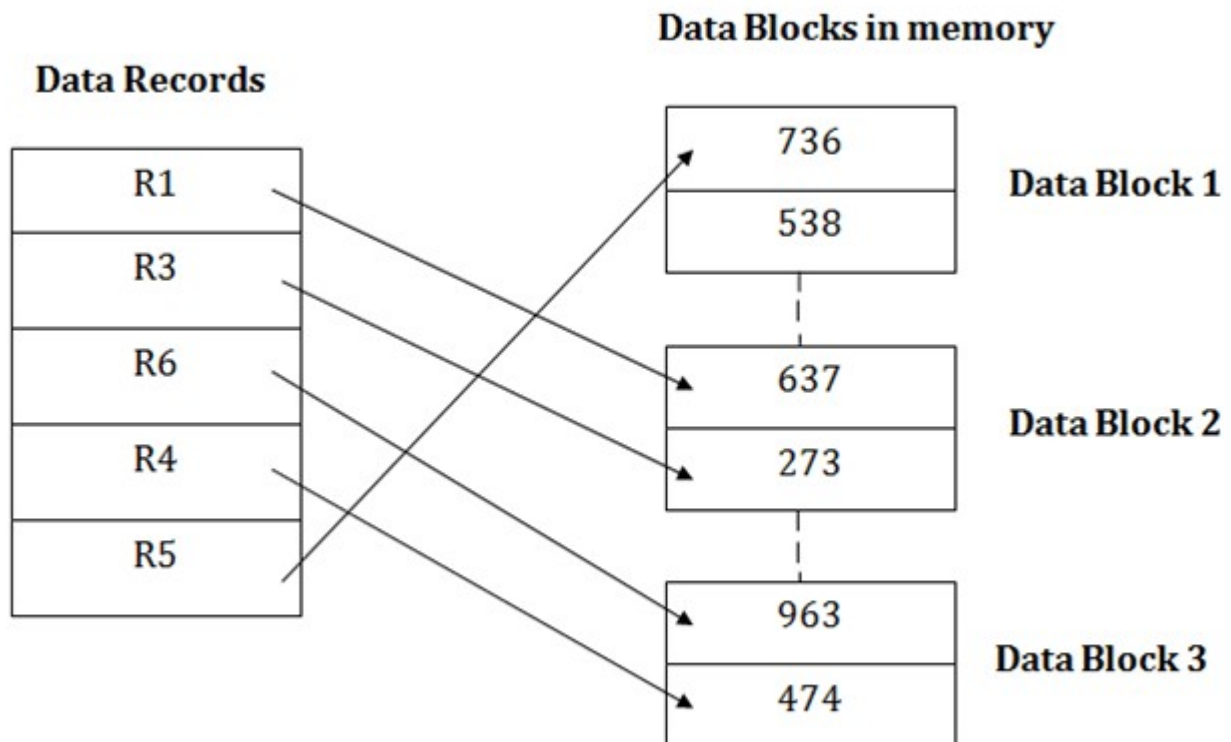 Data Blocks in memory
Data Records
R1
R3
R6
R4
R5
736
538
Data Block 1
637
273
Data Block 2
963
474
Data Block 3